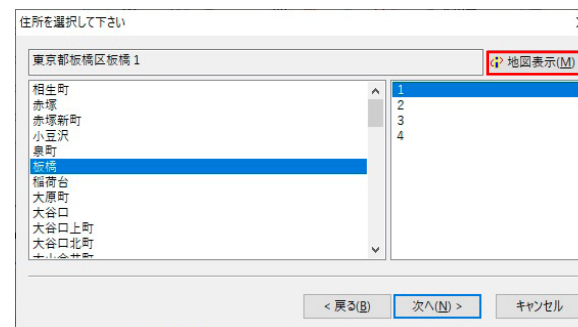 住所を選択して下さい
東京都板橋区板橋 1
地図表示(M)
相生町
赤塚
赤塚新町
小豆沢
泉町
板橋
稲荷台
大原町
大谷口
大谷口上町
大谷口北町
1
2
3
4
< 戻る(B)
次へ(N) >
キャンセル